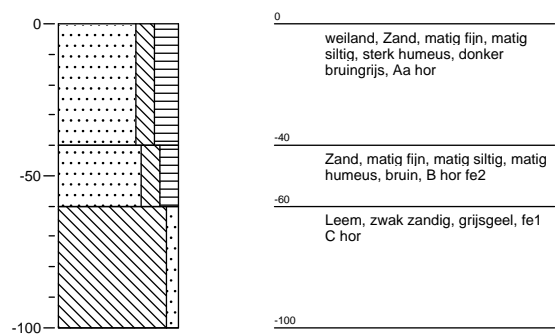 0
-50
-100
0
weiland, Zand, matig fijn, matig
siltig, sterk humeus, donker
bruingrijs, Aa hor
-40
Zand, matig fijn, matig siltig, matig
humeus, bruin, B hor fe2
-60
Leem, zwak zandig, grijsgeel, fe1
C hor
-100